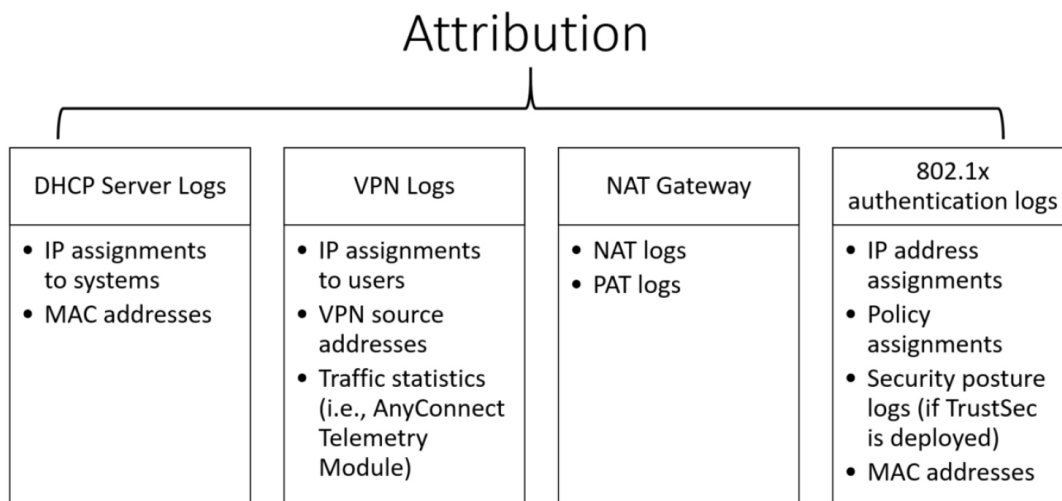 Attribution
DHCP Server Logs
• IP assignments
to systems
• MAC addresses
VPN Logs
• IP assignments
to users
• VPN source
addresses
• Traffic statistics
(i.e., AnyConnect
Telemetry
Module)
NAT Gateway
• NAT logs
• PAT logs
802.1x
authentication logs
• IP address
assignments
• Policy
assignments
• Security posture
logs (if TrustSec
is deployed)
• MAC addresses